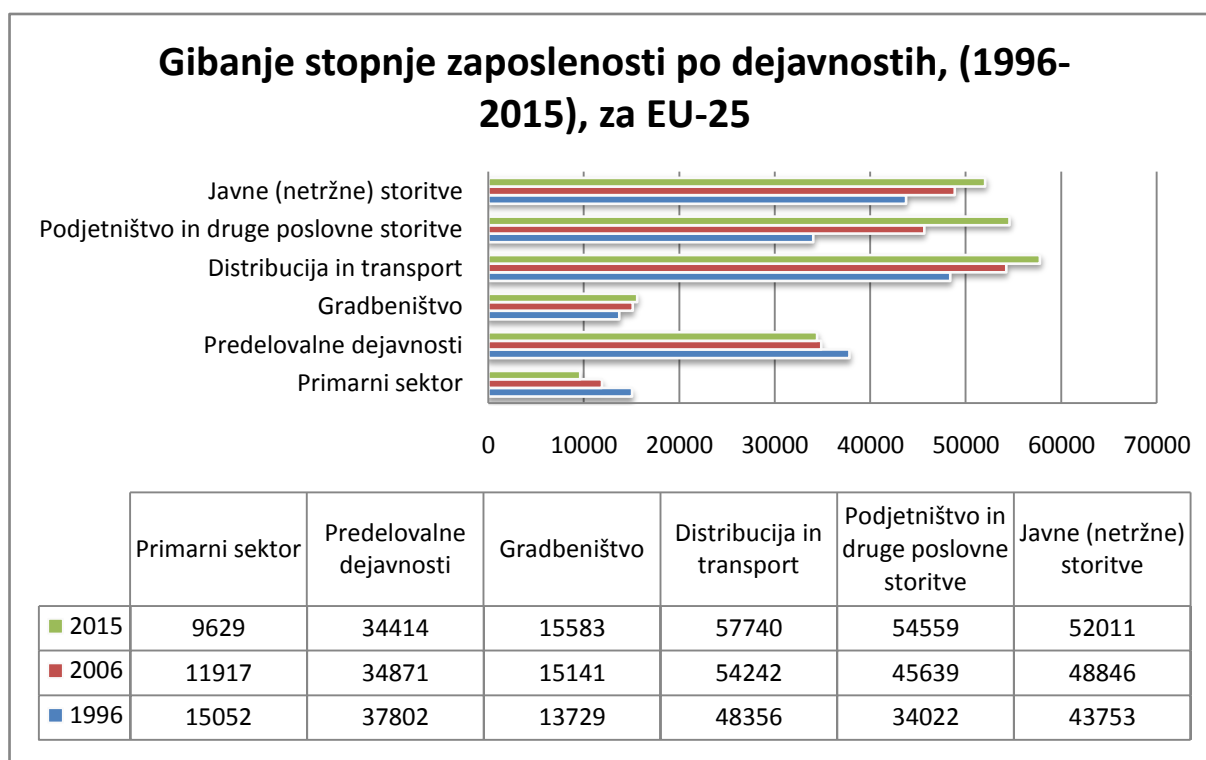 Gibanje stopnje zaposlenosti po dejavnostih, (1996-
2015), za EU-25
Javne (netržne) storitve
Podjetništvo in druge poslovne storitve
Distribucija in transport
Gradbeništvo
Predelovalne dejavnosti
Primarni sektor
0 10000 20000 30000 40000 50000 60000 70000
Primarni sektor
Predelovalne
dejavnosti
Gradbeništvo
Distribucija in
transport
Podjetništvo in
druge poslovne
storitve
Javne (netržne)
storitve
2015 9629 34414 15583 57740 54559 52011
2006 11917 34871 15141 54242 45639 48846
1996 15052 37802 13729 48356 34022 43753